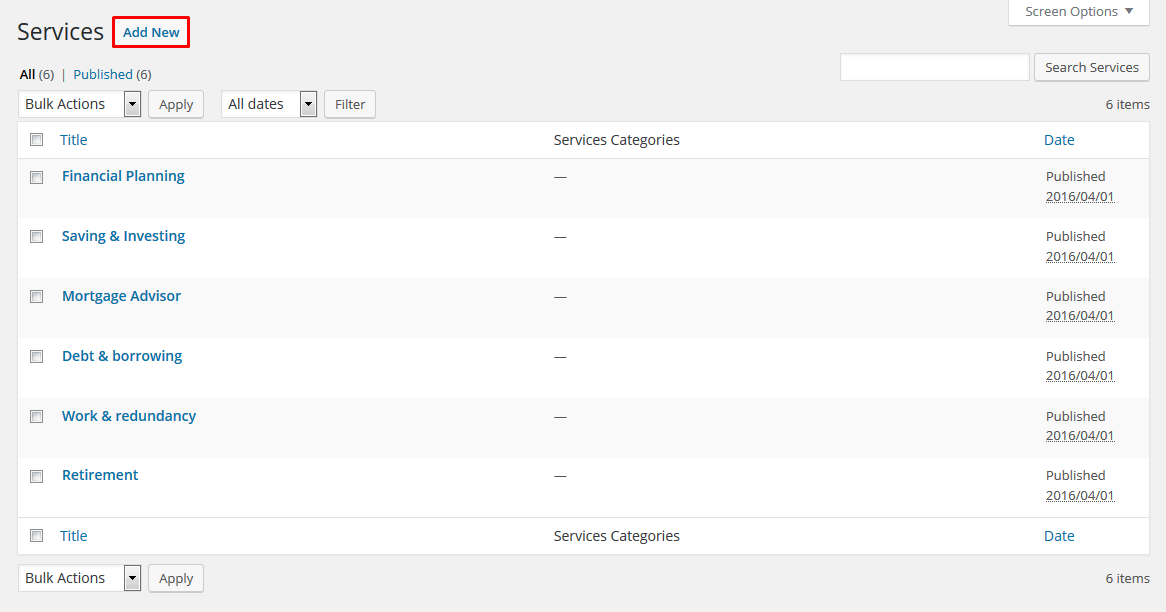 Screen Options
Services Add New
All (6) | Published (6)
Search Services
Bulk Actions Apply All dates Filter 6 items
Title Services Categories Date
Financial Planning — Published
2016/04/01
Saving & Investing — Published
2016/04/01
Mortgage Advisor — Published
2016/04/01
Debt & borrowing — Published
2016/04/01
Work & redundancy — Published
2016/04/01
Retirement — Published
2016/04/01
Title Services Categories Date
Bulk Actions Apply 6 items